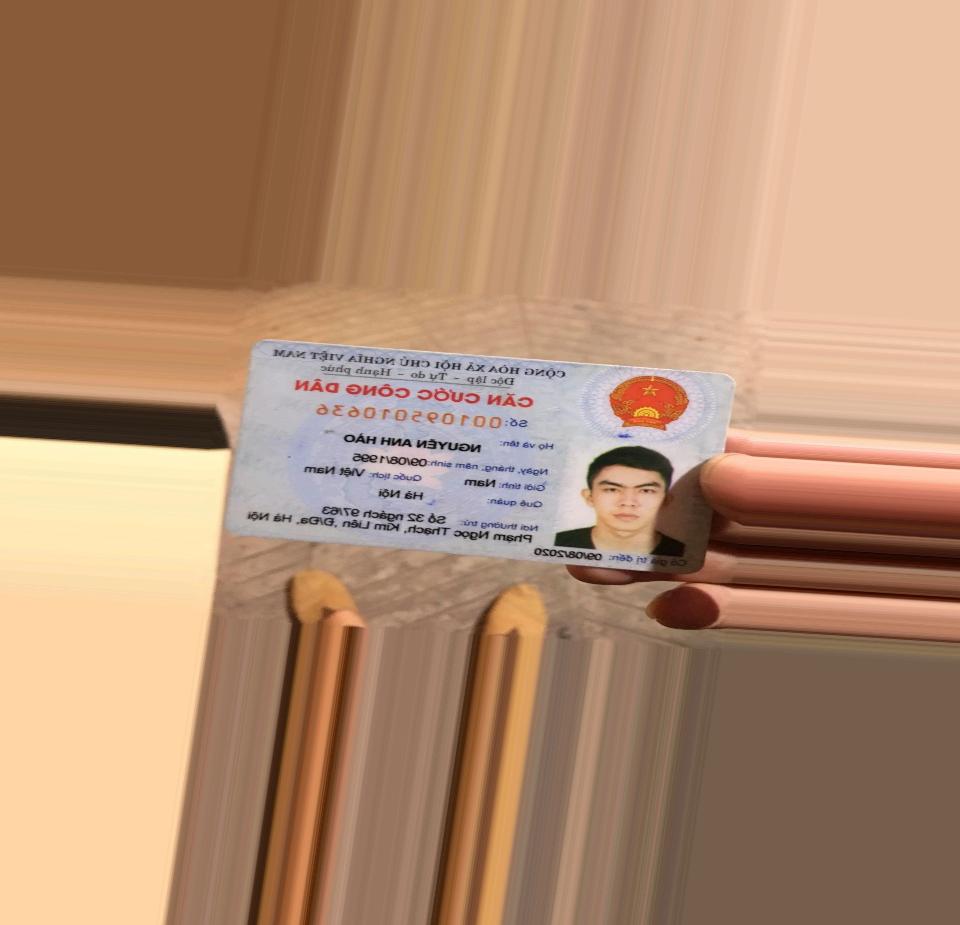 CỘNG HÒA XÃ HỘI CHỦ NGHĨA VIỆT NAM
Độc lập - Tự do - Hạnh phúc
CĂN CƯỚC CÔNG DÂN
Số: 001095010636
Họ và tên: NGUYỄN ANH HÀO
Ngày, tháng, năm sinh: 09/08/1995
Giới tính: Nam Quốc tịch: Việt Nam
Quê quán: Hà Nội
Nơi thường trú: Số 32 ngách 97/63
Phạm Ngọc Thạch, Kim Liên, Đ/Đa, Hà Nội
Có giá trị đến: 09/08/2020